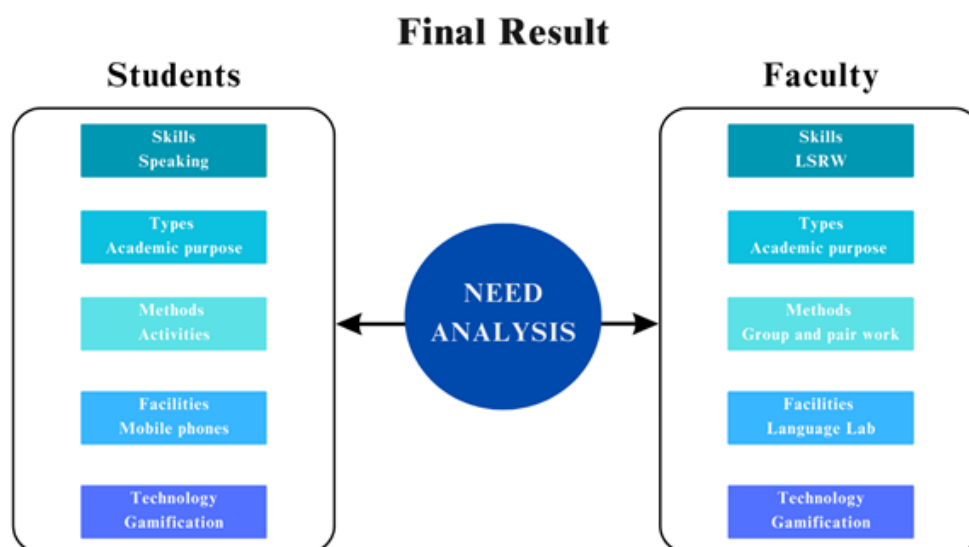 Final Result
Students
Skills
Speaking
Types
Academic purpose
Methods
Activities
Facilities
Mobile phones
Technology
Gamification
NEED
ANALYSIS
Faculty
Skills
LSRW
Types
Academic purpose
Methods
Group and pair work
Facilities
Language Lab
Technology
Gamification